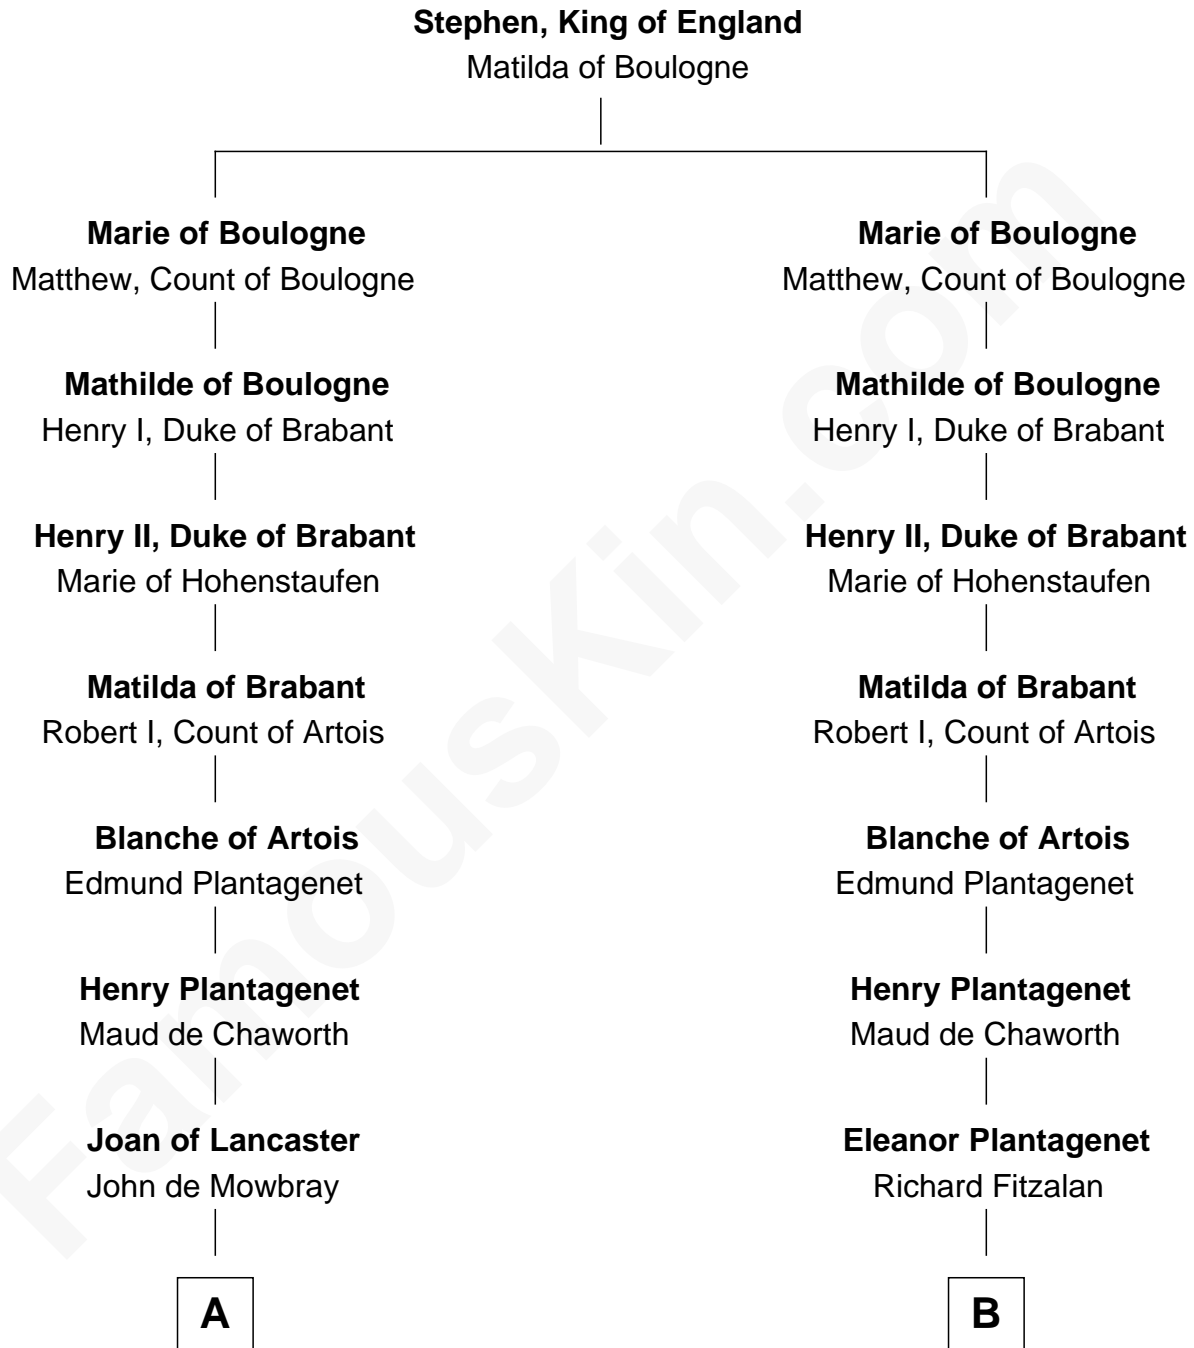 Stephen, King of England
Matilda of Boulogne
Marie of Boulogne
Matthew, Count of Boulogne
Marie of Boulogne
Matthew, Count of Boulogne
Mathilde of Boulogne
Henry I, Duke of Brabant
Mathilde of Boulogne
Henry I, Duke of Brabant
Henry II, Duke of Brabant
Marie of Hohenstaufen
Henry II, Duke of Brabant
Marie of Hohenstaufen
Matilda of Brabant
Robert I, Count of Artois
Matilda of Brabant
Robert I, Count of Artois
Blanche of Artois
Edmund Plantagenet
Blanche of Artois
Edmund Plantagenet
Henry Plantagenet
Maud de Chaworth
Henry Plantagenet
Maud de Chaworth
Joan of Lancaster
John de Mowbray
Eleanor Plantagenet
Richard Fitzalan
A
B
FamousKin.com